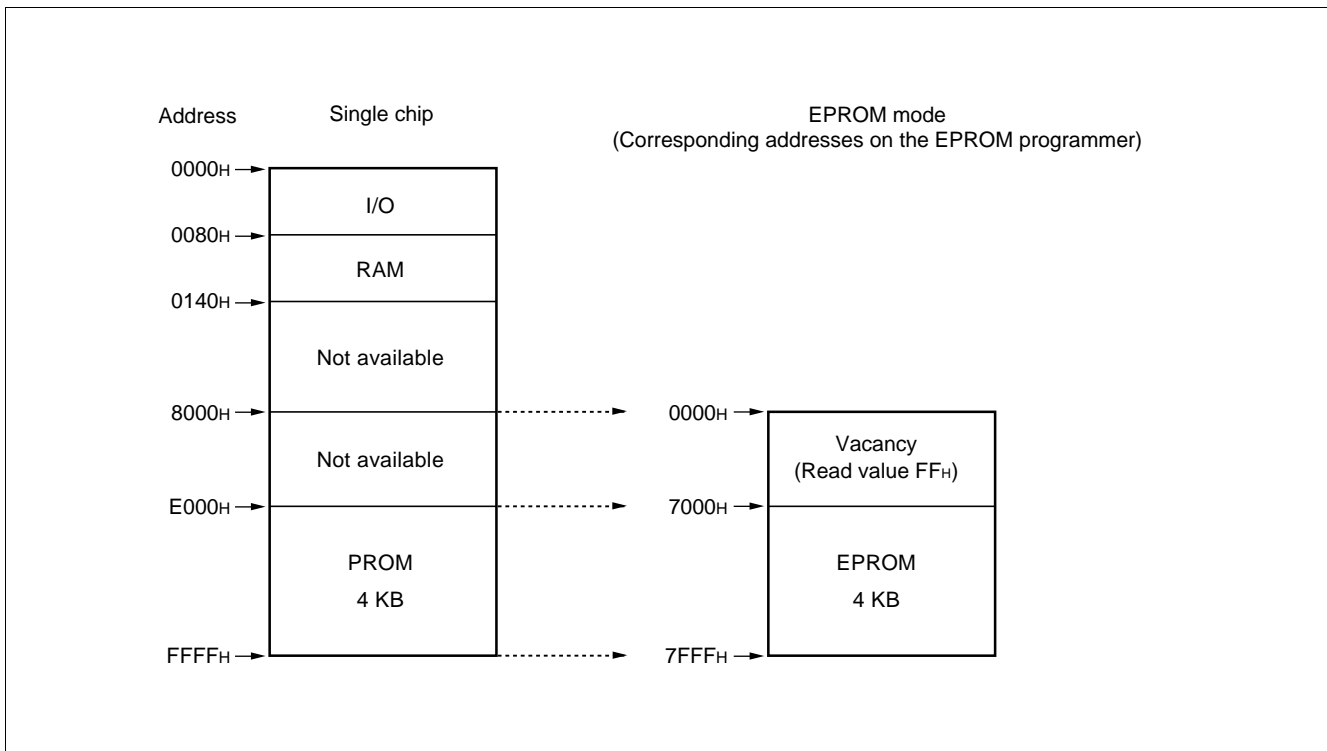 Address
Single chip
EPROM mode
(Corresponding addresses on the EPROM programmer)
0000H
I/O
0080H
RAM
0140H
Not available
8000H
0000H
Not available
Vacancy
(Read value FFH)
E000H
7000H
PROM
4 KB
EPROM
4 KB
FFFFH
7FFFH